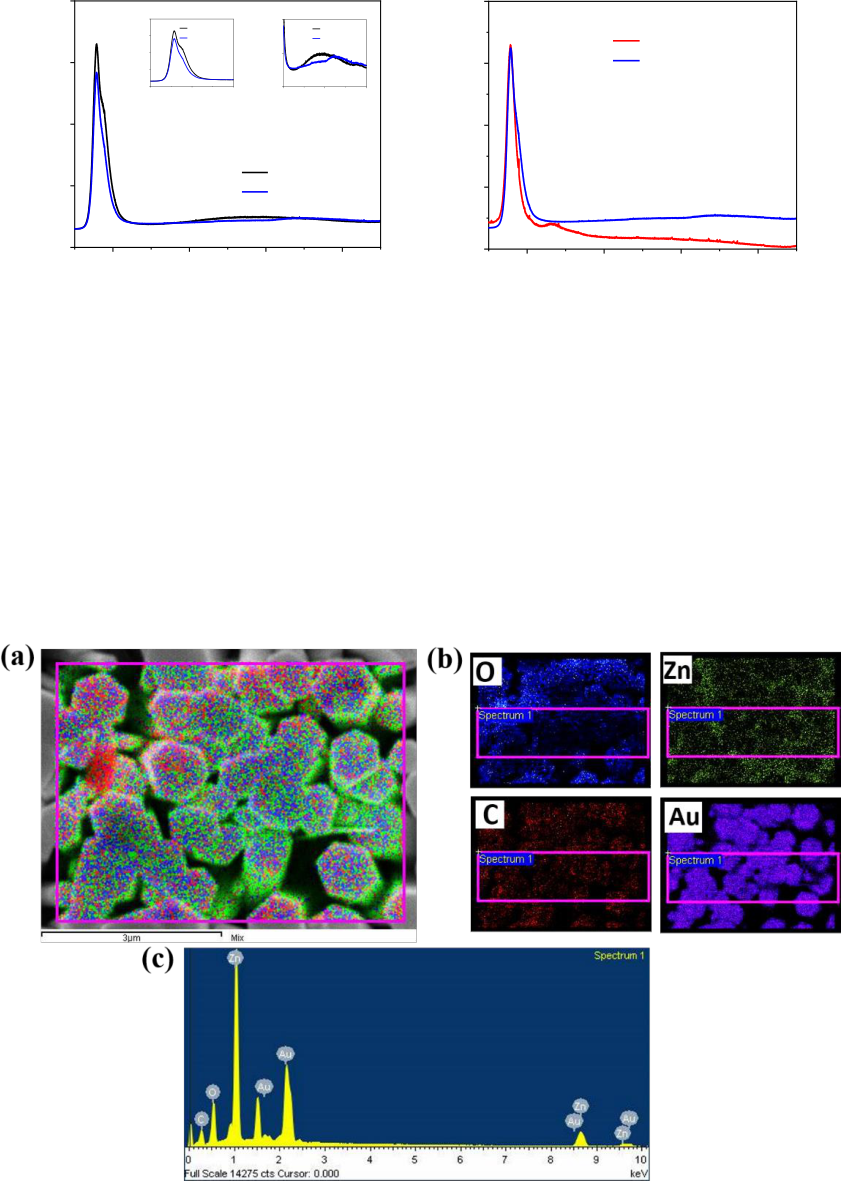 (a)
3μm
Mix
(b)
O
Spectrum 1
Zn
Spectrum 1
C
Spectrum 1
Au
Spectrum 1
(c)
Spectrum 1
Zn
Au
Au
O
C
Zn
Au
Au
Zn
0 1 2 3 4 5 6 7 8 9 10
Full Scale 14275 cts Cursor: 0.000
keV